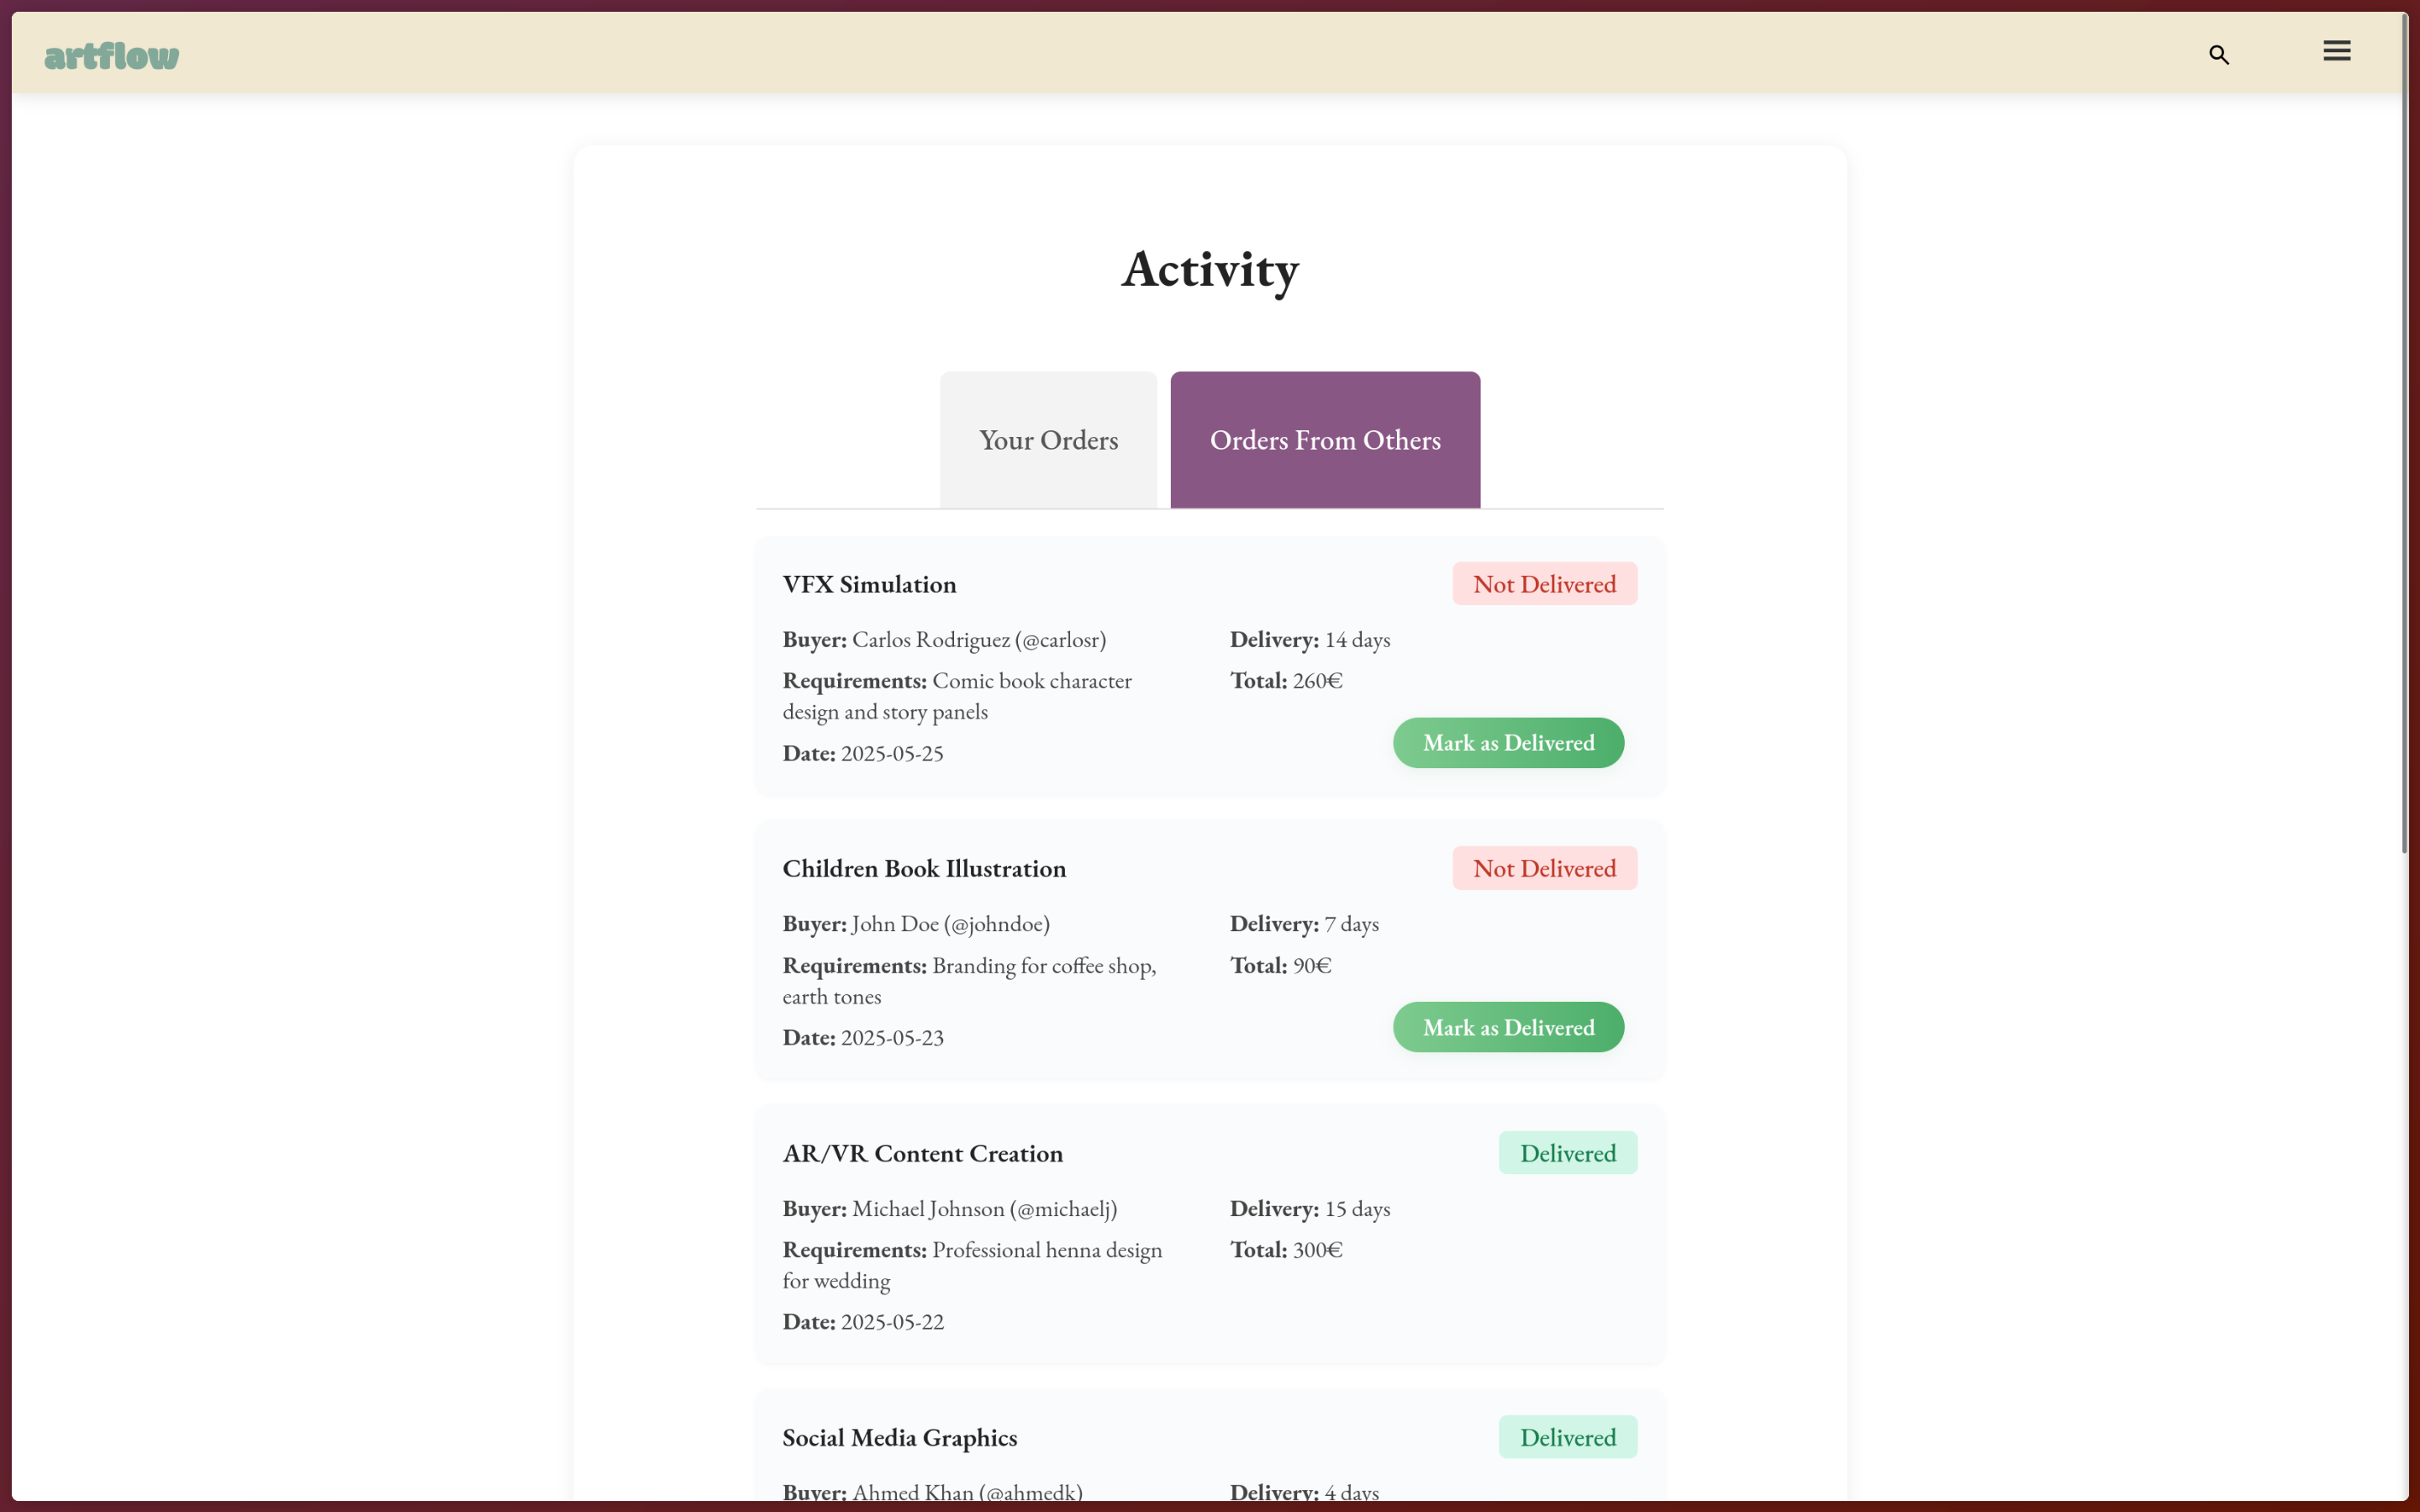 artflow
Activity
Your Orders
Orders From Others
VFX Simulation
Not Delivered
Buyer: Carlos Rodriguez (@carlosr)
Delivery: 14 days
Requirements: Comic book character
design and story panels
Total: 260€
Date: 2025-05-25
Mark as Delivered
Children Book Illustration
Not Delivered
Buyer: John Doe (@johndoe)
Delivery: 7 days
Requirements: Branding for coffee shop,
earth tones
Total: 90€
Date: 2025-05-23
Mark as Delivered
AR/VR Content Creation
Delivered
Buyer: Michael Johnson (@michaelj)
Delivery: 15 days
Requirements: Professional henna design
for wedding
Total: 300€
Date: 2025-05-22
Social Media Graphics
Delivered
Buyer: Ahmed Khan (@ahmedk)
Delivery: 4 days